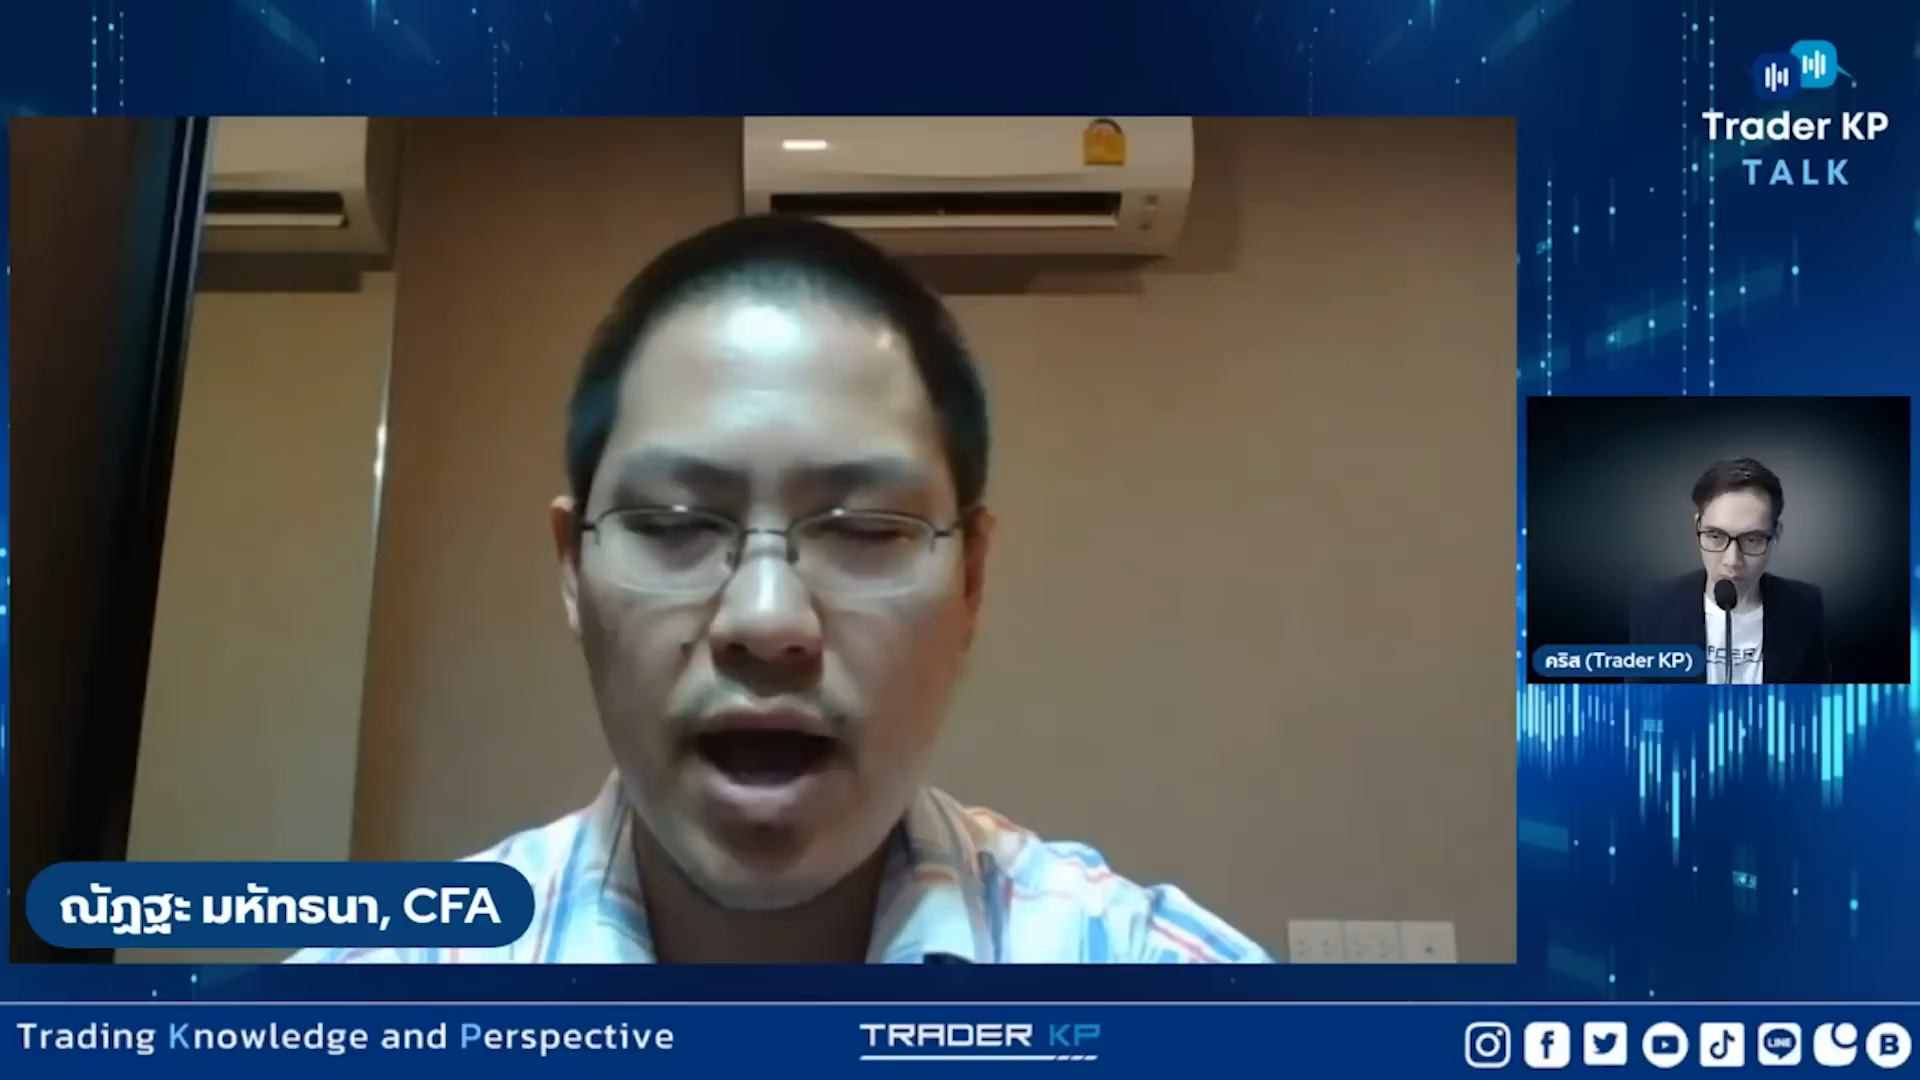 Trader KP
TALK
คริส (Trader KP)
ณัฏฐะ มหัทธนา, CFA
Trading Knowledge and Perspective
TRADER KP
LINE
B